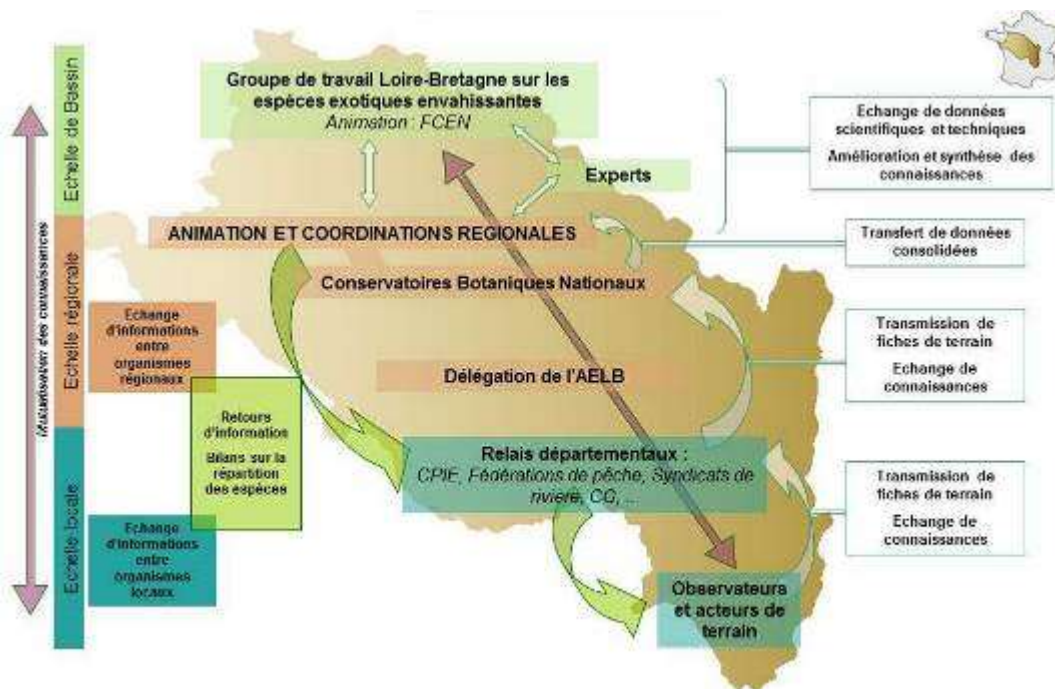 Groupe de travail Loire-Bretagne sur les
espèces exotiques envahissantes
Animation : FCEN
Experts
ANIMATION ET COORDINATIONS REGIONALES
Conservatoires Botaniques Nationaux
Délégation de l'AELB
Relais départementaux :
CPIE, Fédérations de pêche, Syndicats de
rivière, CG, ...
Observateurs
et acteurs de
terrain
Mutualisation des connaissances
Echelle de Bassin
Echelle régionale
Echelle locale
Echange
d'informations
entre
organismes
régionaux
Retours
d'information
Bilans sur la
répartition
des espèces
Echange
d'informations
entre
organismes
locaux
Echange de données
scientifiques et techniques
Amélioration et synthèse des
connaissances
Transfert de données
consolidées
Transmission de
fiches de terrain
Echange de
connaissances
Transmission de
fiches de terrain
Echange de
connaissances